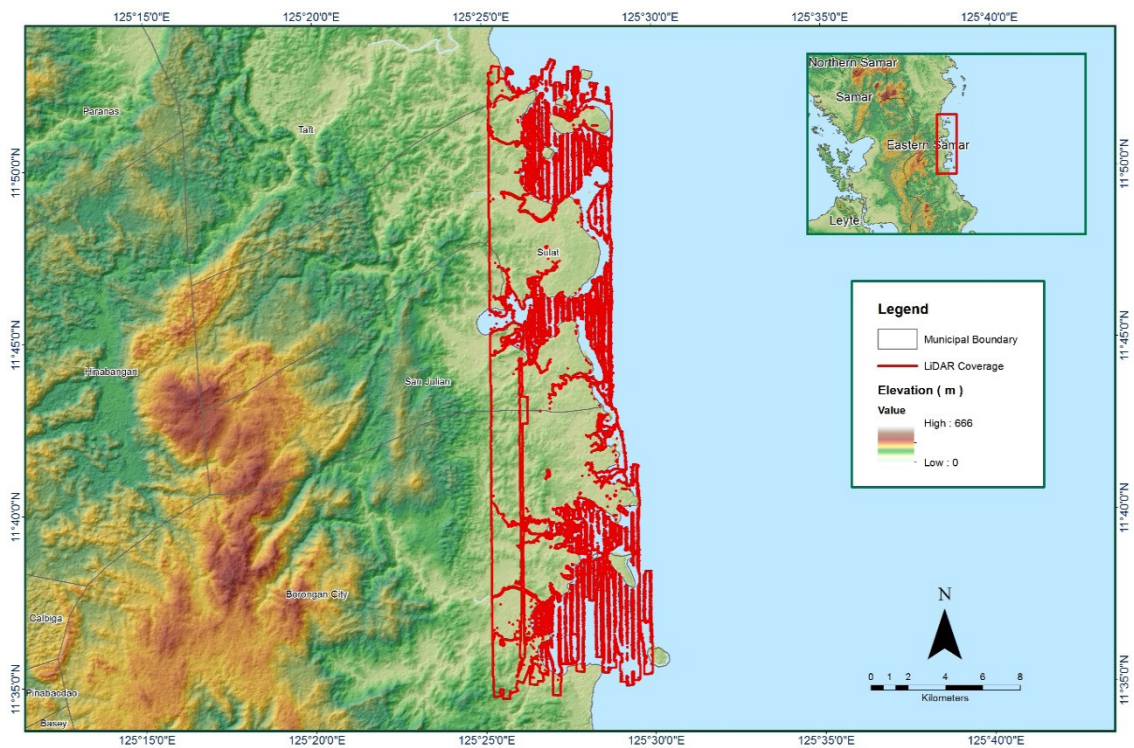 125°15'0"E 125°20'0"E 125°25'0"E 125°30'0"E 125°35'0"E 125°40'0"E
Northern Samar
Samar
Eastern Samar
Leyte
Paranas
Taft
11°50'0"N 11°50'0"N
Sulat
Legend
Municipal Boundary
LiDAR Coverage
Elevation ( m )
Value
High : 666
Low : 0
11°45'0"N 11°45'0"N
Hinabangan
San Julian
11°40'0"N 11°40'0"N
Borongan City
Calbiga
N
0 1 2 4 6 8
Kilometers
11°35'0"N 11°35'0"N
Pinabacdao
Basey
125°15'0"E 125°20'0"E 125°25'0"E 125°30'0"E 125°35'0"E 125°40'0"E